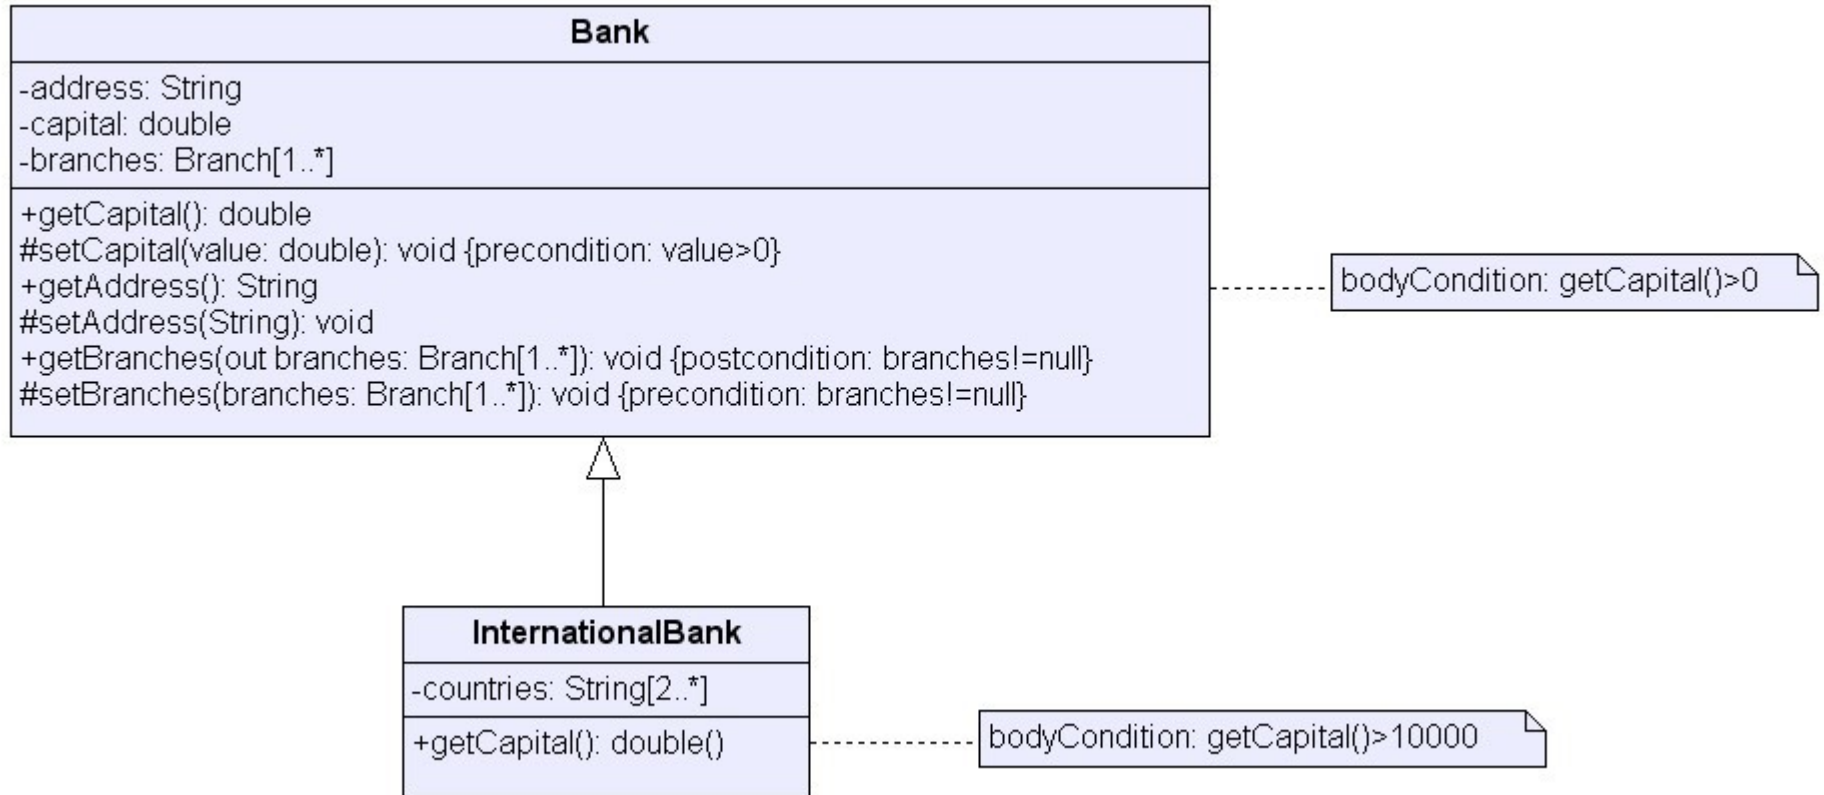 Bank
-address: String
-capital: double
-branches: Branch[1..*]
+getCapital(): double
#setCapital(value: double): void {precondition: value>0}
+getAddress(): String
#setAddress(String): void
+getBranches(out branches: Branch[1..*]): void {postcondition: branches!=null}
#setBranches(branches: Branch[1..*]): void {precondition: branches!=null}
bodyCondition: getCapital()>0
InternationalBank
-countries: String[2..*]
+getCapital(): double()
bodyCondition: getCapital()>10000